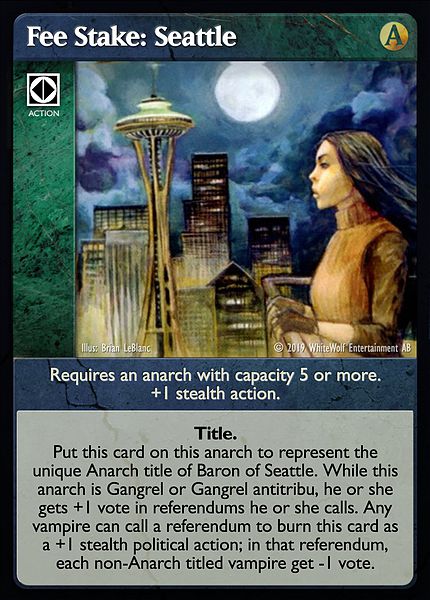 Fee Stake: Seattle
A
ACTION
Illus: Brian LeBlanc
© 2019 WhiteWolf Entertainment AB
Requires an anarch with capacity 5 or more.
+1 stealth action.
Title.
Put this card on this anarch to represent the
unique Anarch title of Baron of Seattle. While this
anarch is Gangrel or Gangrel antitribu, he or she
gets +1 vote in referendums he or she calls. Any
vampire can call a referendum to burn this card as
a +1 stealth political action; in that referendum,
each non-Anarch titled vampire get -1 vote.